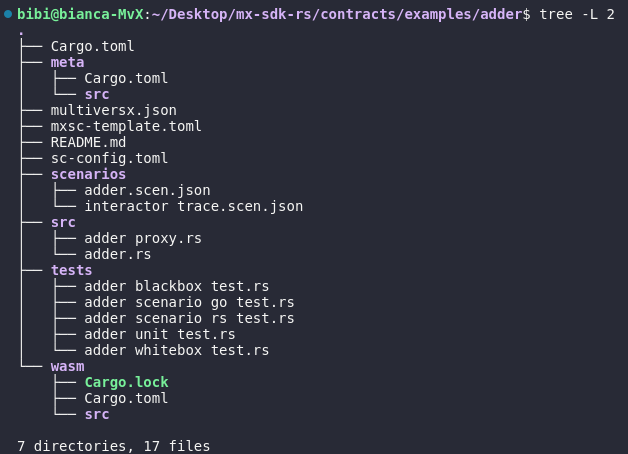 bibi@bianca-MvX:~/Desktop/mx-sdk-rs/contracts/examples/adder$ tree -L 2
.
├── Cargo.toml
├── meta
│   ├── Cargo.toml
│   └── src
├── multiversx.json
├── mxsc-template.toml
├── README.md
├── sc-config.toml
├── scenarios
│   ├── adder.scen.json
│   └── interactor trace.scen.json
├── src
│   ├── adder proxy.rs
│   └── adder.rs
├── tests
│   ├── adder blackbox test.rs
│   ├── adder scenario go test.rs
│   ├── adder scenario rs test.rs
│   ├── adder unit test.rs
│   └── adder whitebox test.rs
└── wasm
    ├── Cargo.lock
    ├── Cargo.toml
    └── src
7 directories, 17 files